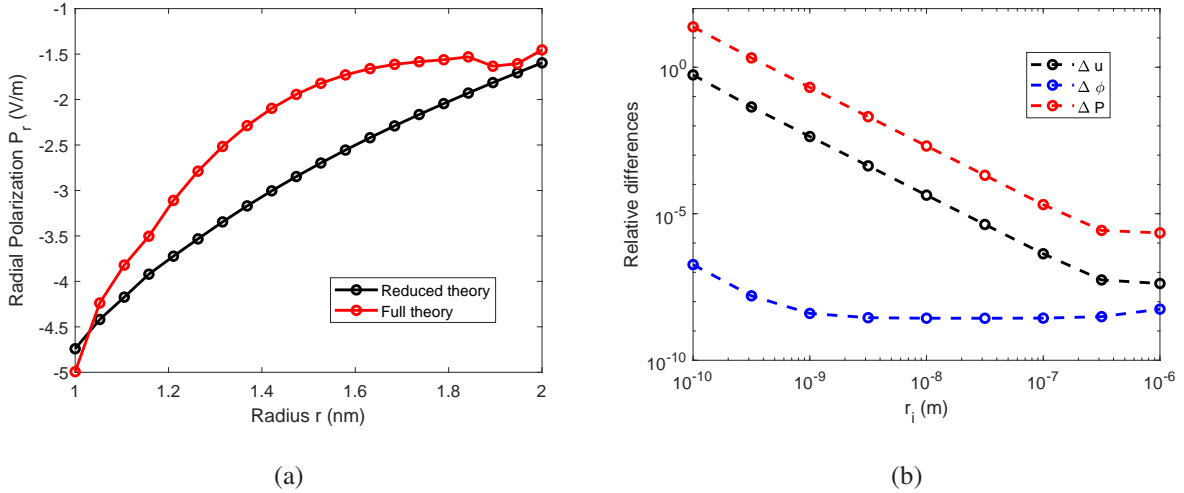 -1
-1.5
-2
-2.5
-3
-3.5
-4
-4.5
-5
Radial Polarization P_r (V/m)
Reduced theory
Full theory
1 1.2 1.4 1.6 1.8 2
Radius r (nm)
(a)
10^0
10^-5
10^-10
Relative differences
Δ u
Δ ϕ
Δ P
10^-10 10^-9 10^-8 10^-7 10^-6
r_i (m)
(b)